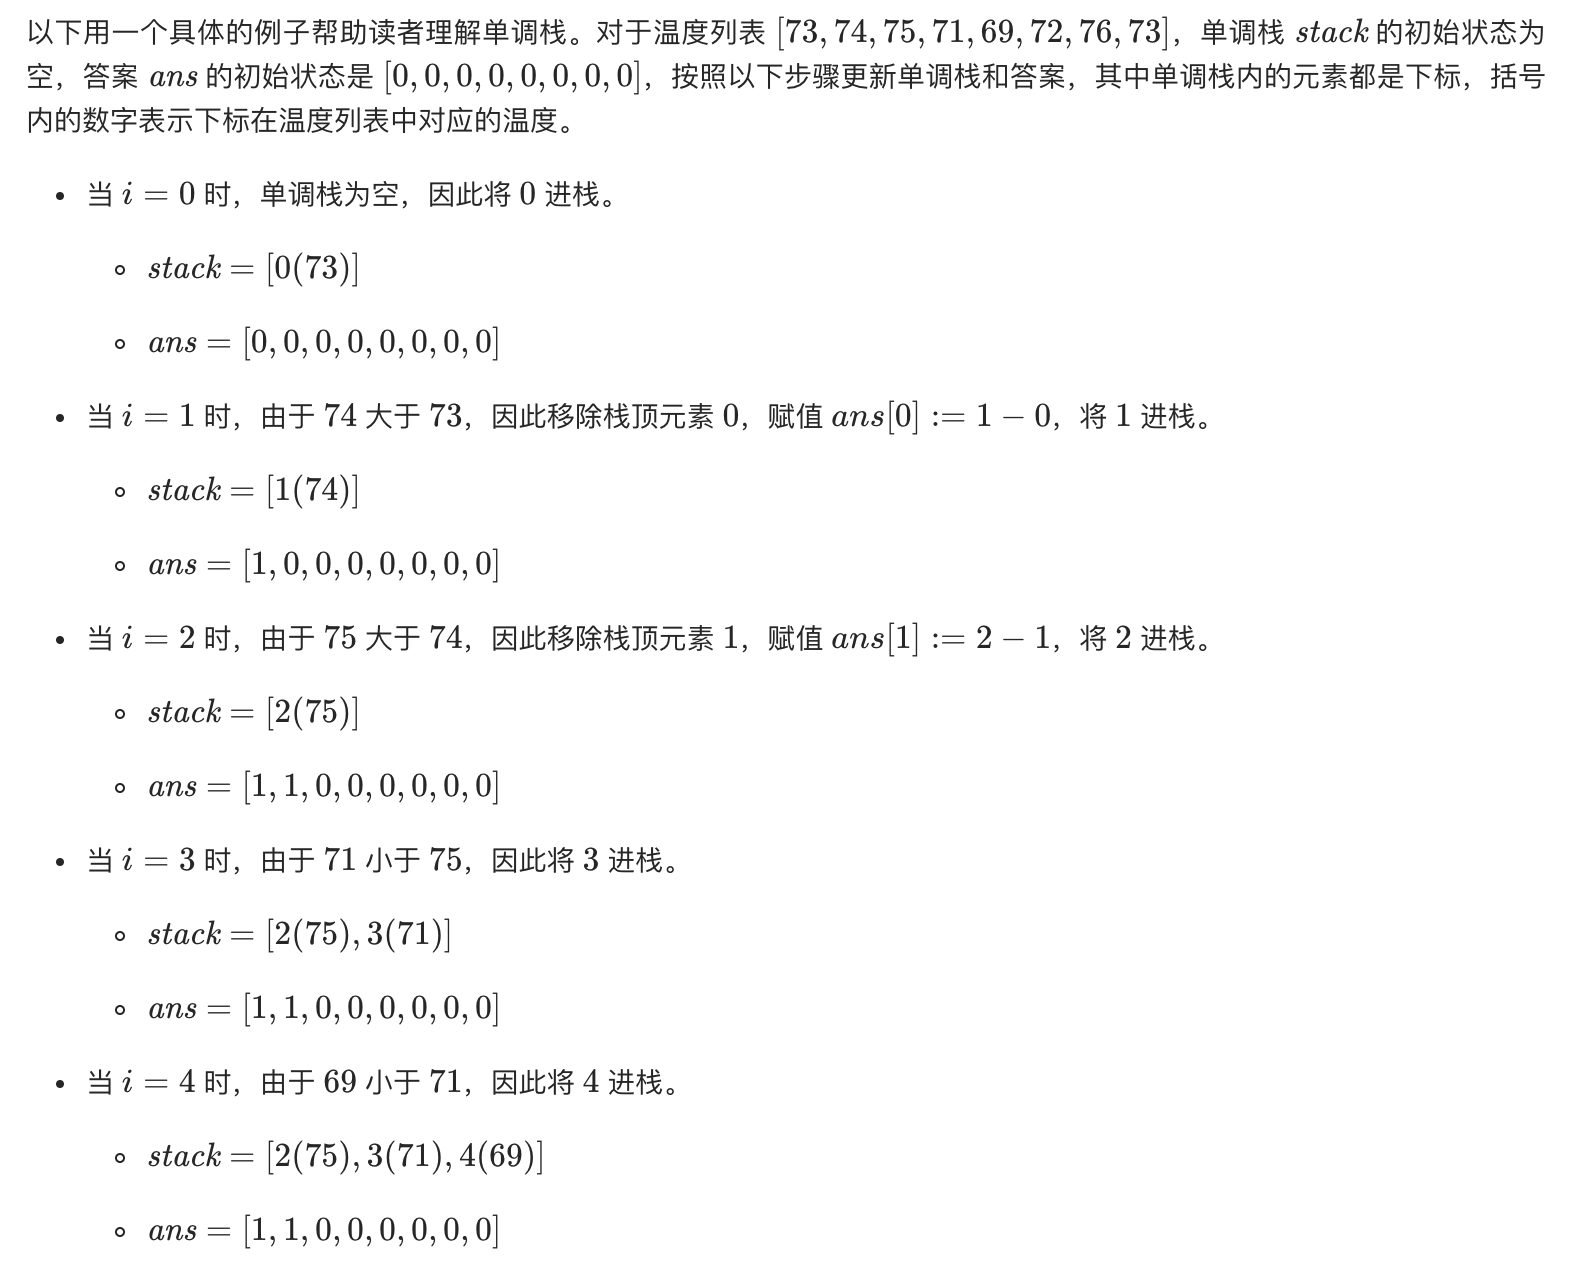 以下用一个具体的例子帮助读者理解单调栈。对于温度列表 [73, 74, 75, 71, 69, 72, 76, 73]，单调栈 stack 的初始状态为
空，答案 ans 的初始状态是 [0, 0, 0, 0, 0, 0, 0, 0]，按照以下步骤更新单调栈和答案，其中单调栈内的元素都是下标，括号
内的数字表示下标在温度列表中对应的温度。
• 当 i = 0 时，单调栈为空，因此将 0 进栈。
◦ stack = [0(73)]
◦ ans = [0, 0, 0, 0, 0, 0, 0, 0]
• 当 i = 1 时，由于 74 大于 73，因此移除栈顶元素 0，赋值 ans[0] := 1 − 0，将 1 进栈。
◦ stack = [1(74)]
◦ ans = [1, 0, 0, 0, 0, 0, 0, 0]
• 当 i = 2 时，由于 75 大于 74，因此移除栈顶元素 1，赋值 ans[1] := 2 − 1，将 2 进栈。
◦ stack = [2(75)]
◦ ans = [1, 1, 0, 0, 0, 0, 0, 0]
• 当 i = 3 时，由于 71 小于 75，因此将 3 进栈。
◦ stack = [2(75), 3(71)]
◦ ans = [1, 1, 0, 0, 0, 0, 0, 0]
• 当 i = 4 时，由于 69 小于 71，因此将 4 进栈。
◦ stack = [2(75), 3(71), 4(69)]
◦ ans = [1, 1, 0, 0, 0, 0, 0, 0]